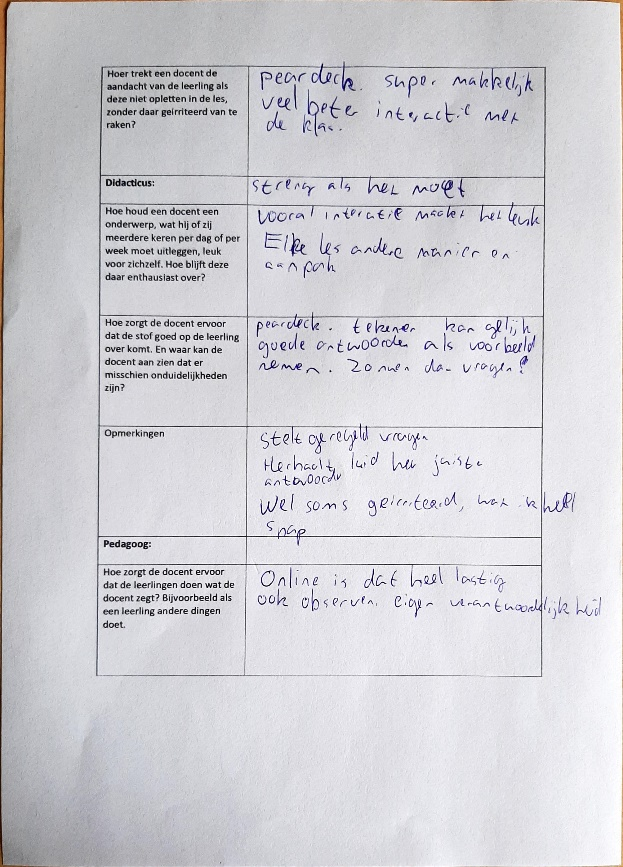 Hoer trekt een docent de
aandacht van de leerling als
deze niet opletten in de les,
zonder daar geirriteerd van te
raken?
peardeck. super makkelijk
veel beter interactie met
de klas.
Didacticus:
streng als het moet
Hoe houd een docent een
onderwerp, wat hij of zij
meerdere keren per dag of per
week moet uitleggen, leuk
voor zichzelf. Hoe blijft deze
daar enthausiast over?
vooral interatie maakt het leuk
Elke les andere manier en
aanpak
Hoe zorgt de docent ervoor
dat de stof goed op de leerling
over komt. En waar kan de
docent aan zien dat er
misschien onduidelijkheden
zijn?
peardeck. tekenen kan gelijk
goede antwoorden als voorbeeld
nemen. Zo nven dan vragen?
Opmerkingen
Stelt geregeld vragen
Herhaalt luid het juiste
antwoord
Wel soms geirriteerd, wat ik heel
snap
Pedagoog:
Hoe zorgt de docent ervoor
dat de leerlingen doen wat de
docent zegt? Bijvoorbeeld als
een leerling andere dingen
doet.
Online is dat heel lastig
ook observen. eigen verantwoordelijkheid